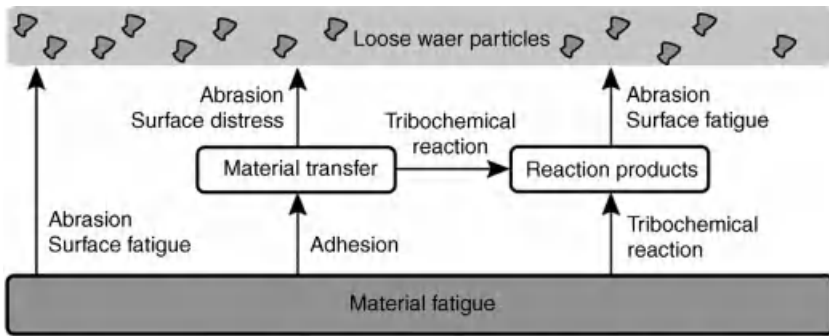 Loose waer particles
Abrasion
Surface distress
Tribochemical
reaction
Abrasion
Surface fatigue
Material transfer
Reaction products
Abrasion
Surface fatigue
Adhesion
Tribochemical
reaction
Material fatigue